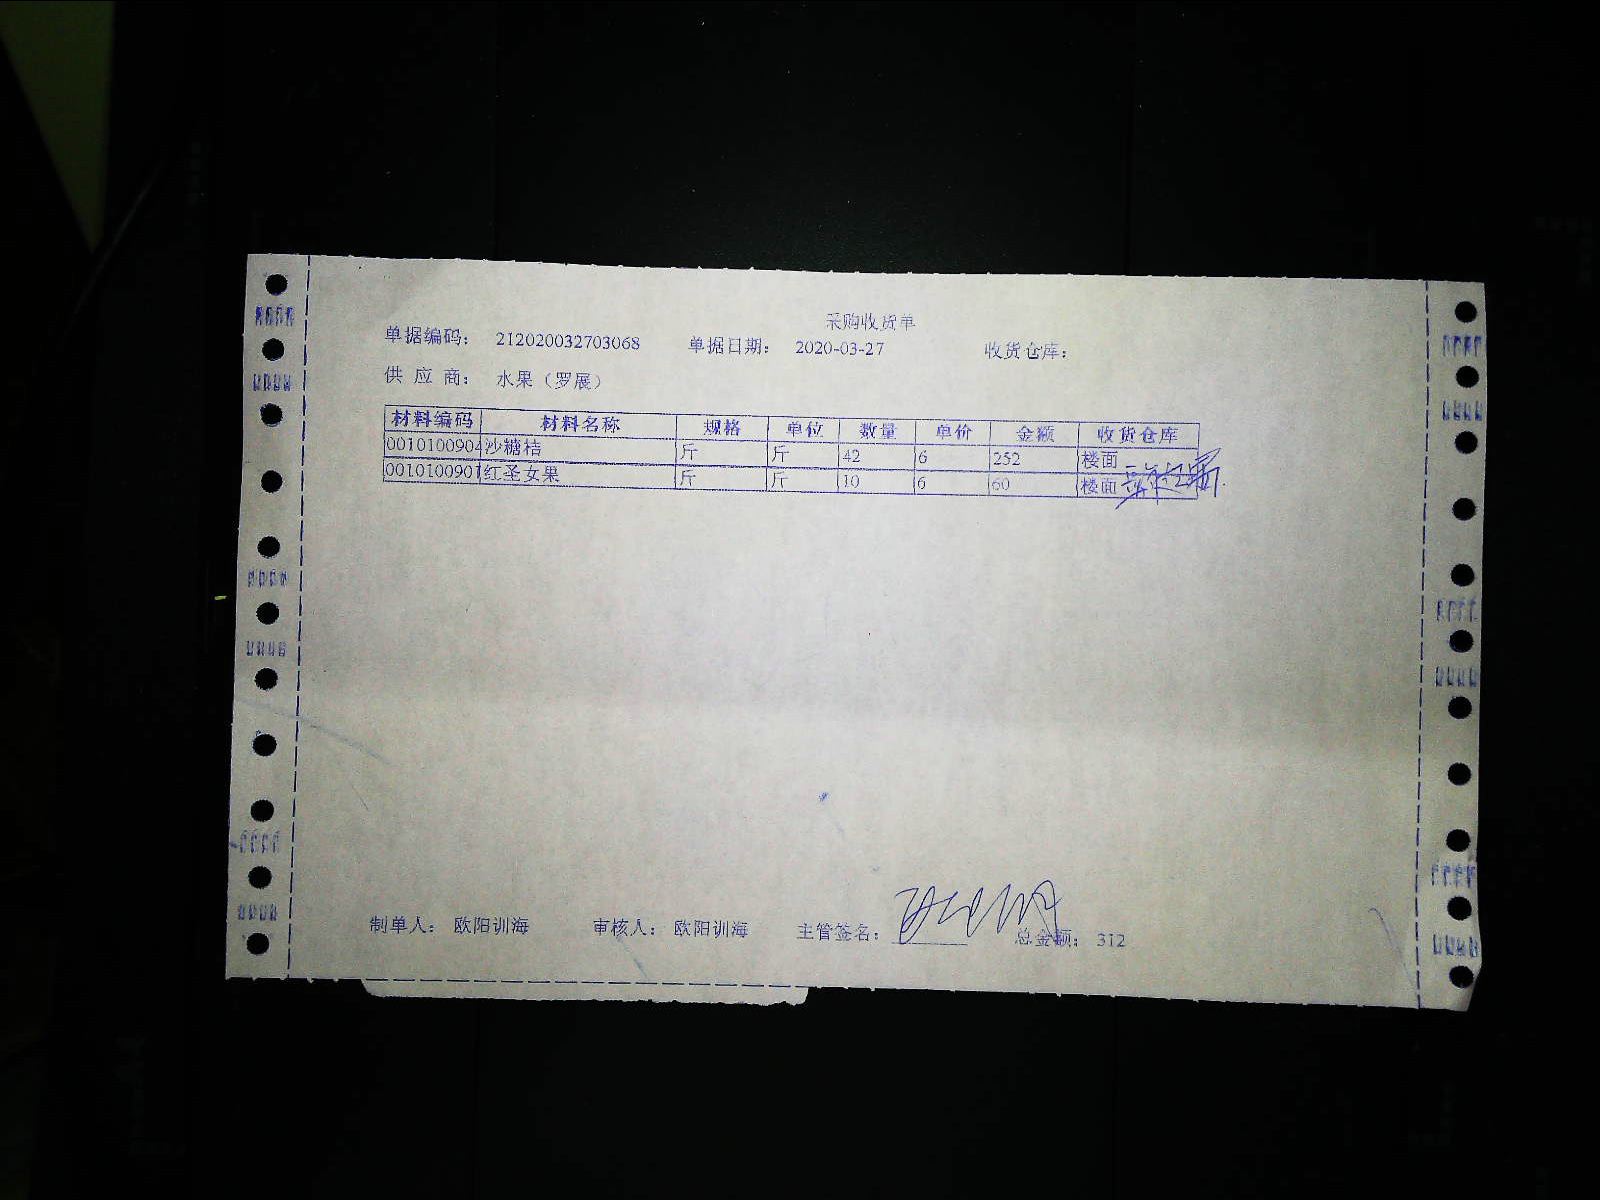 采购收货单
单据编码： 212020032703068 单据日期： 2020-03-27 收货仓库：
供应商： 水果（罗展）
材料编码 材料名称 规格 单位 数量 单价 金额 收货仓库
0010100904 沙糖桔 斤 斤 42 6 252 楼面
0010100901 红圣女果 斤 斤 10 6 60 楼面
制单人： 欧阳训海 审核人： 欧阳训海 主管签名： 总金额： 312